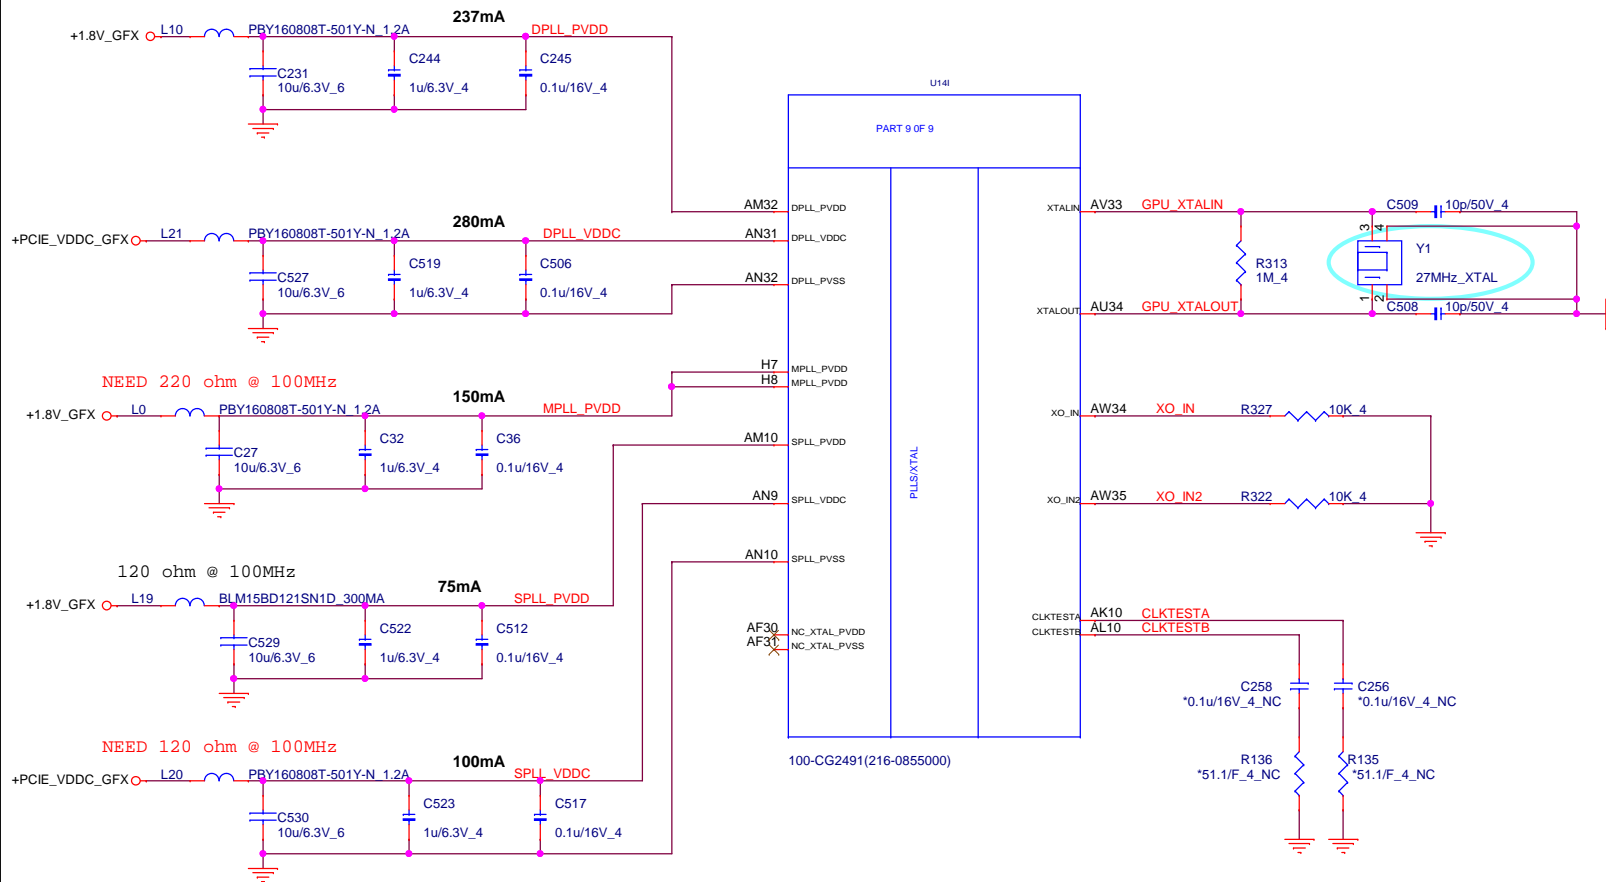 237mA
+1.8V_GFX L10 PBY160808T-501Y-N_1.2A DPLL_PVDD
C231
10u/6.3V_6
C244
1u/6.3V_4
C245
0.1u/16V_4
280mA
+PCIE_VDDC_GFX L21 PBY160808T-501Y-N_1.2A DPLL_VDDC
C527
10u/6.3V_6
C519
1u/6.3V_4
C506
0.1u/16V_4
NEED 220 ohm @ 100MHz
150mA
+1.8V_GFX L0 PBY160808T-501Y-N_1.2A MPLL_PVDD
C27
10u/6.3V_6
C32
1u/6.3V_4
C36
0.1u/16V_4
120 ohm @ 100MHz
75mA
+1.8V_GFX L19 BLM15BD121SN1D_300MA SPLL_PVDD
C529
10u/6.3V_6
C522
1u/6.3V_4
C512
0.1u/16V_4
NEED 120 ohm @ 100MHz
100mA
+PCIE_VDDC_GFX L20 PBY160808T-501Y-N_1.2A SPLL_VDDC
C530
10u/6.3V_6
C523
1u/6.3V_4
C517
0.1u/16V_4
U14I
PART 9 0F 9
AM32 DPLL_PVDD
AN31 DPLL_VDDC
AN32 DPLL_PVSS
H7 MPLL_PVDD
H8 MPLL_PVDD
AM10 SPLL_PVDD
AN9 SPLL_VDDC
AN10 SPLL_PVSS
AF30 NC_XTAL_PVDD
AF31 NC_XTAL_PVSS
PLLS/XTAL
100-CG2491(216-0855000)
XTALIN AV33 GPU_XTALIN
XTALOUT AU34 GPU_XTALOUT
XO_IN AW34 XO_IN R327 10K_4
XO_IN2 AW35 XO_IN2 R322 10K_4
CLKTESTA AK10 CLKTESTA
CLKTESTB AL10 CLKTESTB
C509 10p/50V_4
R313
1M_4
3 4
1 2
Y1
27MHz_XTAL
C508 10p/50V_4
C258
*0.1u/16V_4_NC
C256
*0.1u/16V_4_NC
R136
*51.1/F_4_NC
R135
*51.1/F_4_NC